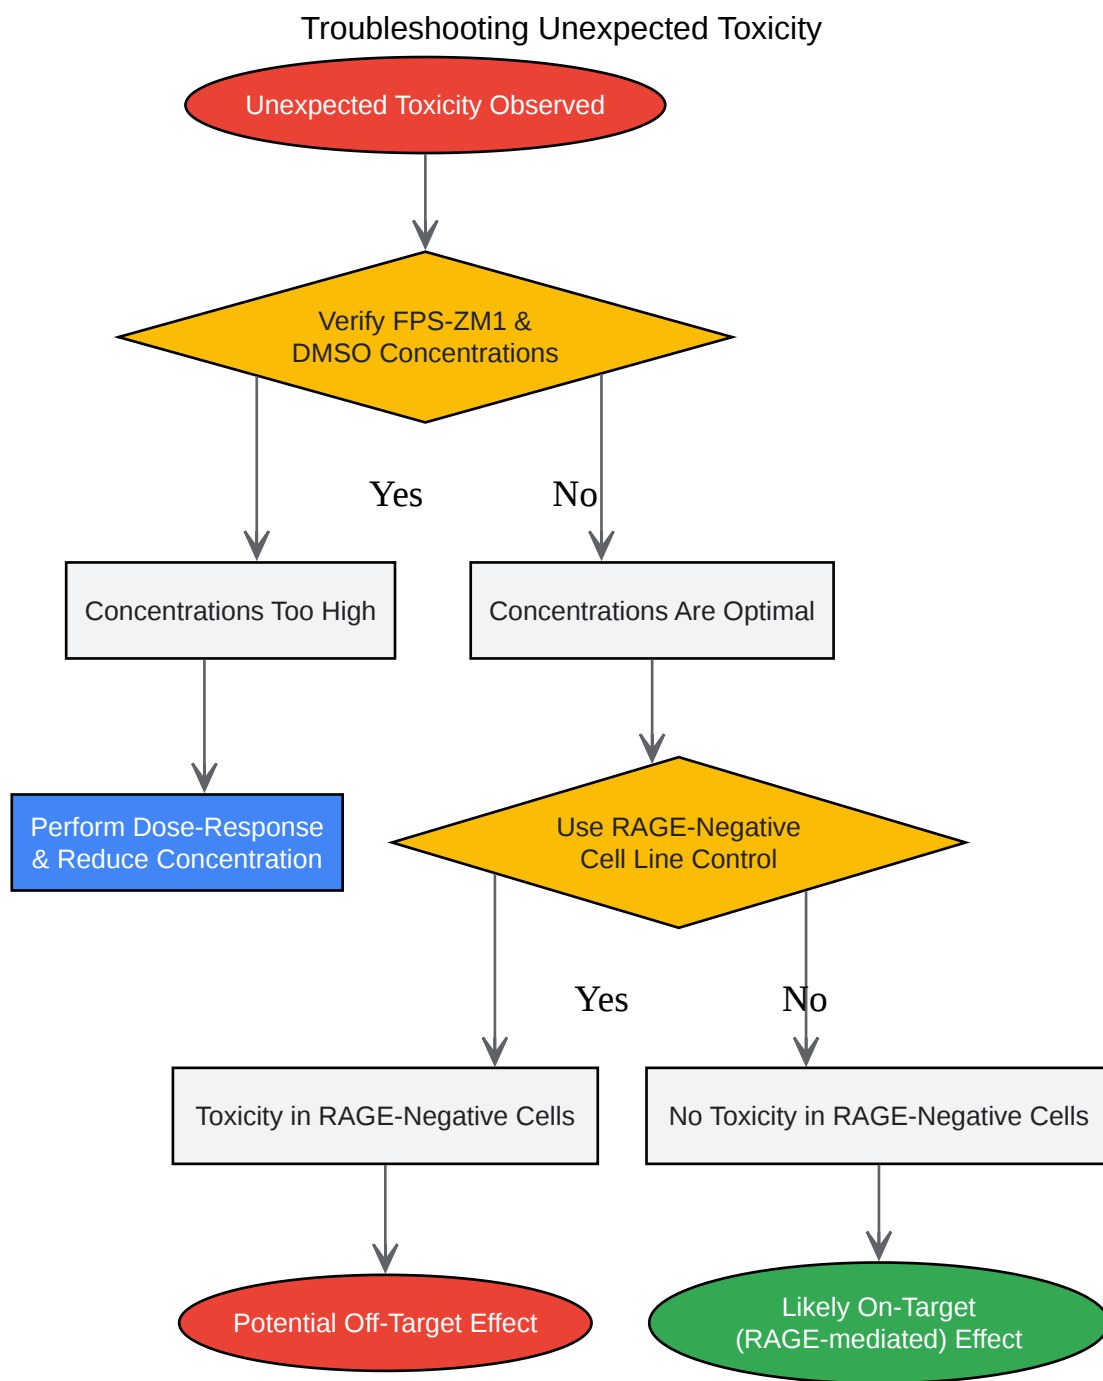 Troubleshooting Unexpected Toxicity
Unexpected Toxicity Observed
Verify FPS-ZM1 &
DMSO Concentrations
Yes
No
Concentrations Too High
Concentrations Are Optimal
Perform Dose-Response
& Reduce Concentration
Use RAGE-Negative
Cell Line Control
Yes
No
Toxicity in RAGE-Negative Cells
No Toxicity in RAGE-Negative Cells
Potential Off-Target Effect
Likely On-Target
(RAGE-mediated) Effect